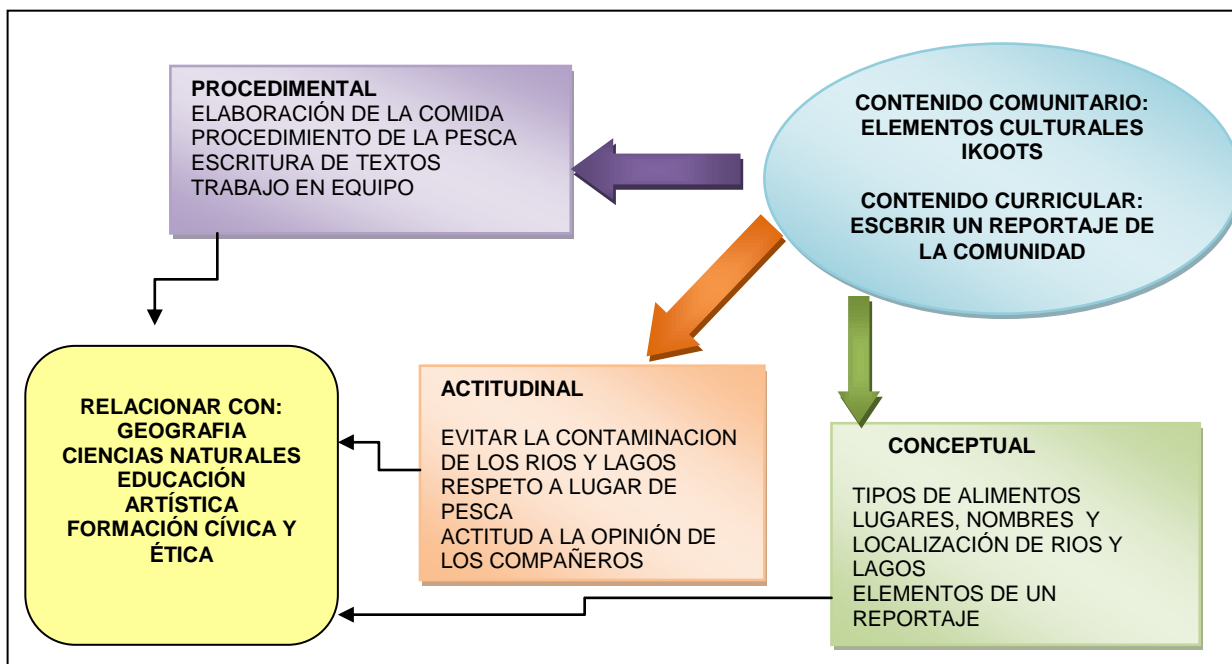 PROCEDIMENTAL
ELABORACIÓN DE LA COMIDA
PROCEDIMIENTO DE LA PESCA
ESCRITURA DE TEXTOS
TRABAJO EN EQUIPO
CONTENIDO COMUNITARIO:
ELEMENTOS CULTURALES
IKOOTS
CONTENIDO CURRICULAR:
ESCBRIR UN REPORTAJE DE
LA COMUNIDAD
RELACIONAR CON:
GEOGRAFIA
CIENCIAS NATURALES
EDUCACIÓN
ARTÍSTICA
FORMACIÓN CÍVICA Y
ÉTICA
ACTITUDINAL
EVITAR LA CONTAMINACION
DE LOS RIOS Y LAGOS
RESPETO A LUGAR DE
PESCA
ACTITUD A LA OPINIÓN DE
LOS COMPAÑEROS
CONCEPTUAL
TIPOS DE ALIMENTOS
LUGARES, NOMBRES Y
LOCALIZACIÓN DE RIOS Y
LAGOS
ELEMENTOS DE UN
REPORTAJE